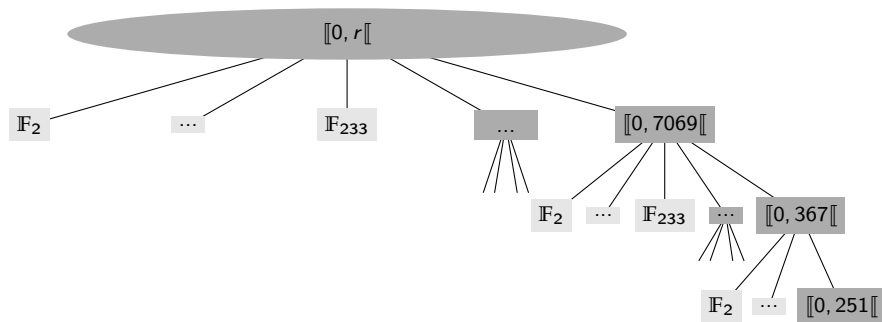 ⟦0, r⟦
𝔽₂ ... 𝔽₂₃₃ ... ⟦0, 7069⟦
𝔽₂ ... 𝔽₂₃₃ ... ⟦0, 367⟦
𝔽₂ ... ⟦0, 251⟦